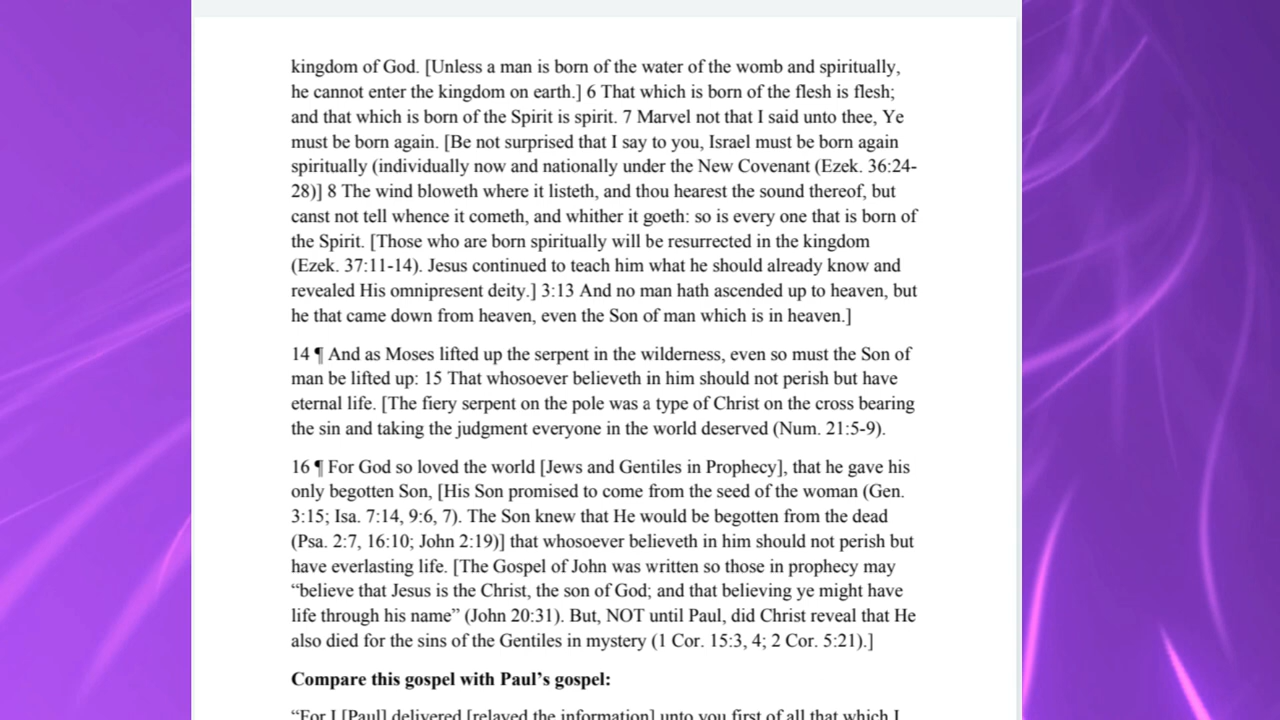 kingdom of God. [Unless a man is born of the water of the womb and spiritually,
he cannot enter the kingdom on earth.] 6 That which is born of the flesh is flesh;
and that which is born of the Spirit is spirit. 7 Marvel not that I said unto thee, Ye
must be born again. [Be not surprised that I say to you, Israel must be born again
spiritually (individually now and nationally under the New Covenant (Ezek. 36:24-
28)] 8 The wind bloweth where it listeth, and thou hearest the sound thereof, but
canst not tell whence it cometh, and whither it goeth: so is every one that is born of
the Spirit. [Those who are born spiritually will be resurrected in the kingdom
(Ezek. 37:11-14). Jesus continued to teach him what he should already know and
revealed His omnipresent deity.] 3:13 And no man hath ascended up to heaven, but
he that came down from heaven, even the Son of man which is in heaven.]
14 ¶ And as Moses lifted up the serpent in the wilderness, even so must the Son of
man be lifted up: 15 That whosoever believeth in him should not perish but have
eternal life. [The fiery serpent on the pole was a type of Christ on the cross bearing
the sin and taking the judgment everyone in the world deserved (Num. 21:5-9).
16 ¶ For God so loved the world [Jews and Gentiles in Prophecy], that he gave his
only begotten Son, [His Son promised to come from the seed of the woman (Gen.
3:15; Isa. 7:14, 9:6, 7). The Son knew that He would be begotten from the dead
(Psa. 2:7, 16:10; John 2:19)] that whosoever believeth in him should not perish but
have everlasting life. [The Gospel of John was written so those in prophecy may
“believe that Jesus is the Christ, the son of God; and that believing ye might have
life through his name” (John 20:31). But, NOT until Paul, did Christ reveal that He
also died for the sins of the Gentiles in mystery (1 Cor. 15:3, 4; 2 Cor. 5:21).]
Compare this gospel with Paul’s gospel:
“For I [Paul] delivered [relayed the information] unto you first of all that which I